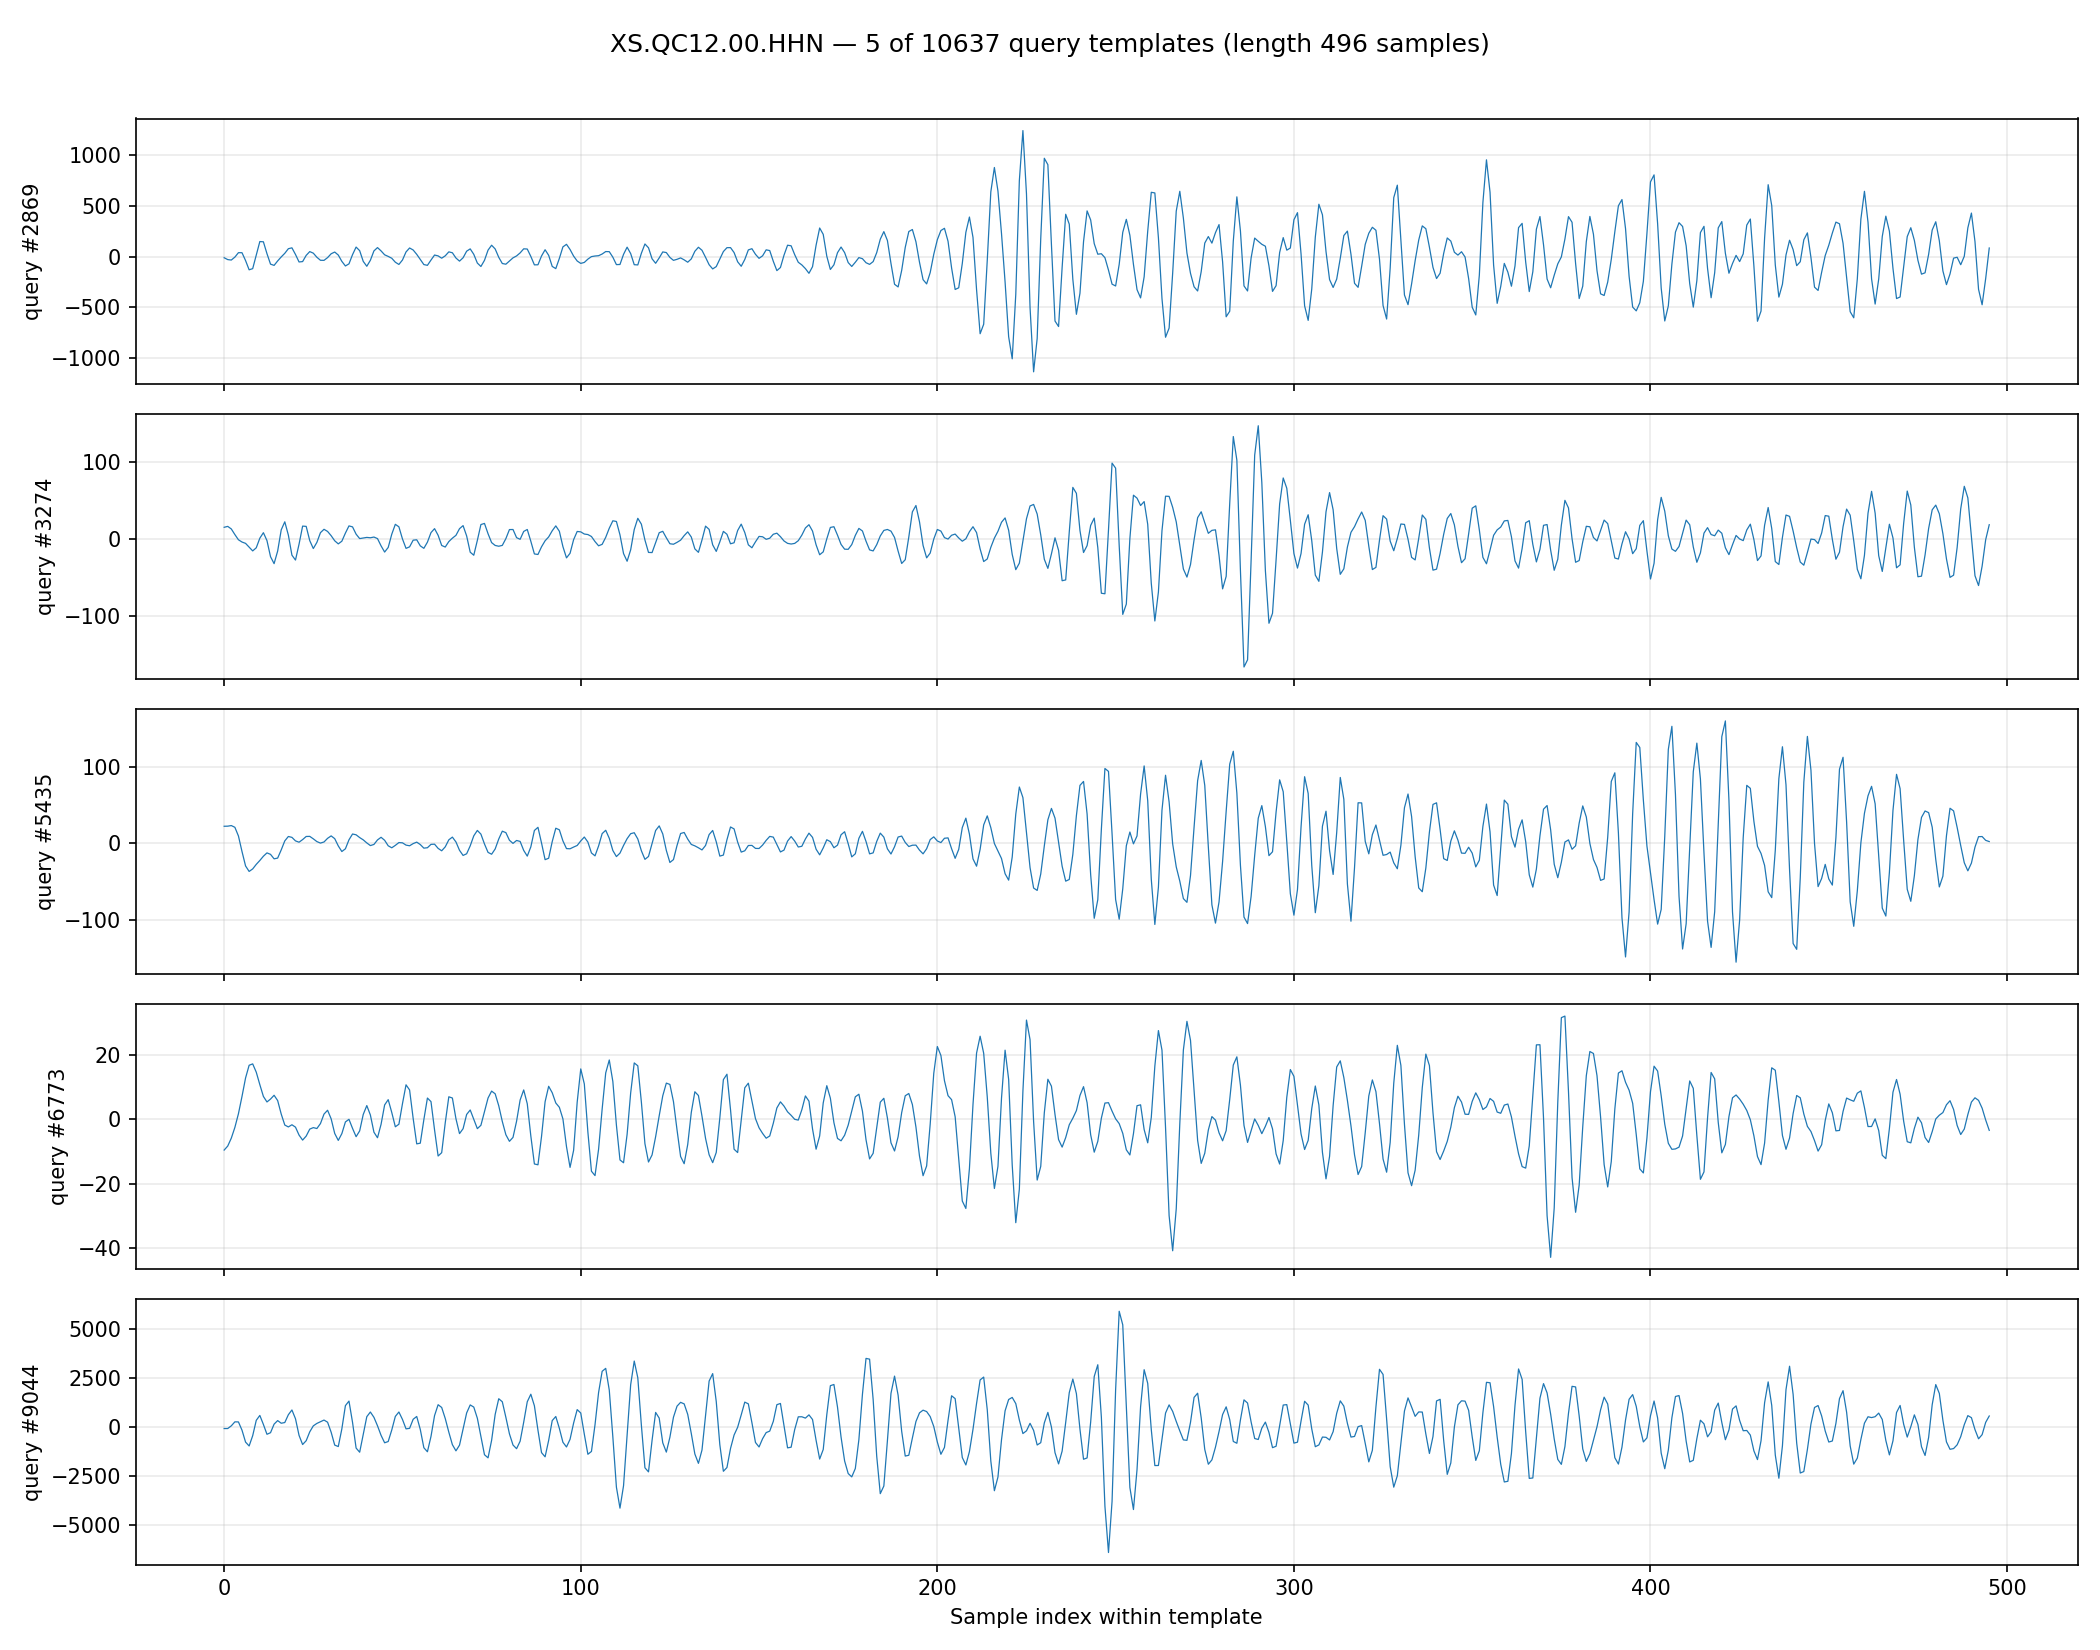 XS.QC12.00.HHN — 5 of 10637 query templates (length 496 samples)
query #2869
1000
500
0
−500
−1000
query #3274
100
0
−100
query #5435
100
0
−100
query #6773
20
0
−20
−40
query #9044
5000
2500
0
−2500
−5000
0 100 200 300 400 500
Sample index within template